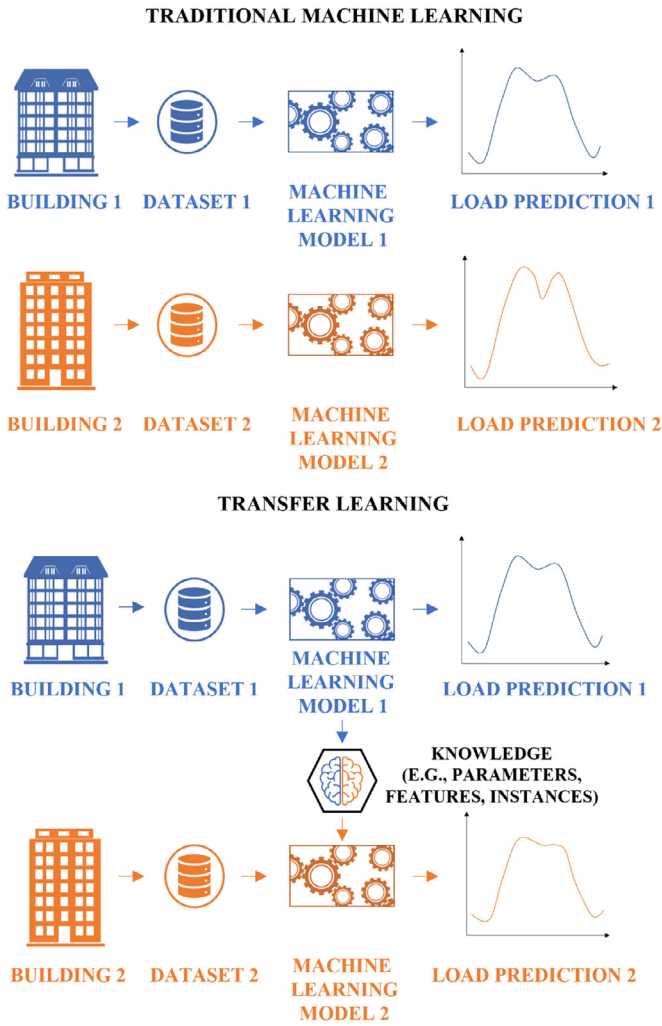 TRADITIONAL MACHINE LEARNING
BUILDING 1
DATASET 1
MACHINE
LEARNING
MODEL 1
LOAD PREDICTION 1
BUILDING 2
DATASET 2
MACHINE
LEARNING
MODEL 2
LOAD PREDICTION 2
TRANSFER LEARNING
BUILDING 1
DATASET 1
MACHINE
LEARNING
MODEL 1
LOAD PREDICTION 1
KNOWLEDGE
(E.G., PARAMETERS,
FEATURES, INSTANCES)
BUILDING 2
DATASET 2
MACHINE
LEARNING
MODEL 2
LOAD PREDICTION 2